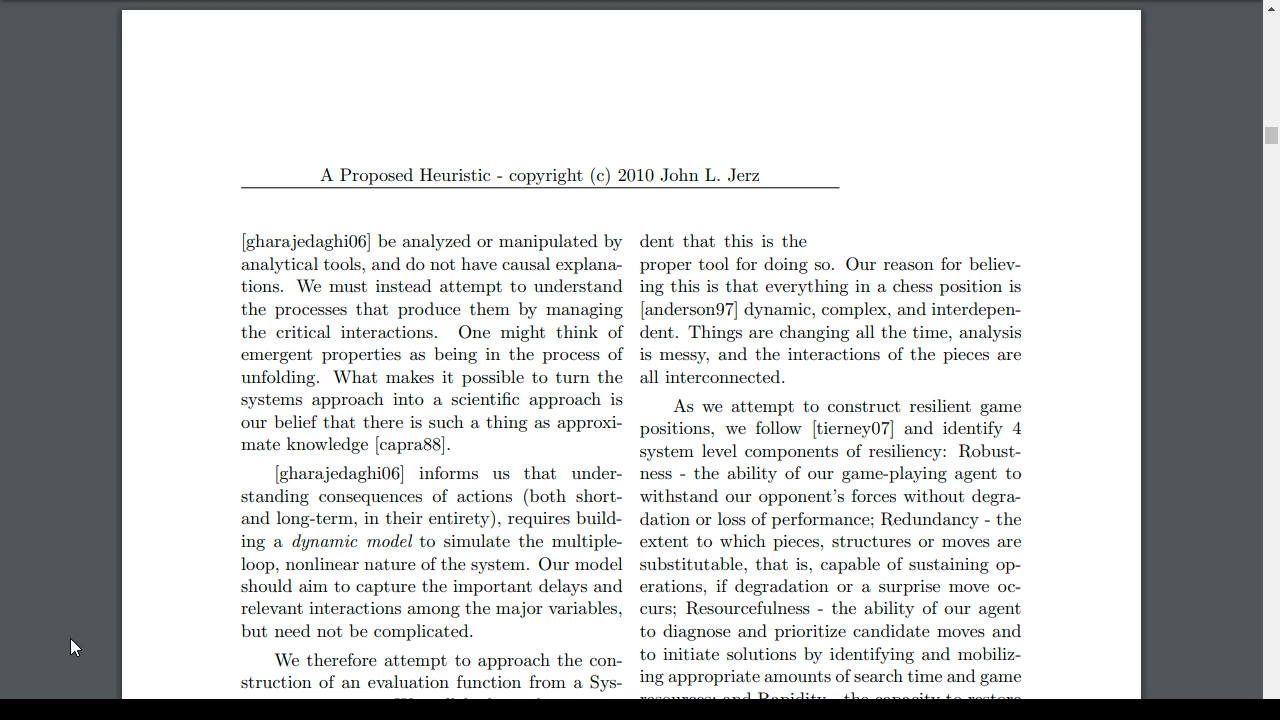 A Proposed Heuristic - copyright (c) 2010 John L. Jerz
[gharajedaghi06] be analyzed or manipulated by
analytical tools, and do not have causal explana-
tions. We must instead attempt to understand
the processes that produce them by managing
the critical interactions. One might think of
emergent properties as being in the process of
unfolding. What makes it possible to turn the
systems approach into a scientific approach is
our belief that there is such a thing as approxi-
mate knowledge [capra88].
[gharajedaghi06] informs us that under-
standing consequences of actions (both short-
and long-term, in their entirety), requires build-
ing a dynamic model to simulate the multiple-
loop, nonlinear nature of the system. Our model
should aim to capture the important delays and
relevant interactions among the major variables,
but need not be complicated.
We therefore attempt to approach the con-
struction of an evaluation function from a Sys-
dent that this is the
proper tool for doing so. Our reason for believ-
ing this is that everything in a chess position is
[anderson97] dynamic, complex, and interdepen-
dent. Things are changing all the time, analysis
is messy, and the interactions of the pieces are
all interconnected.
As we attempt to construct resilient game
positions, we follow [tierney07] and identify 4
system level components of resiliency: Robust-
ness - the ability of our game-playing agent to
withstand our opponent's forces without degra-
dation or loss of performance; Redundancy - the
extent to which pieces, structures or moves are
substitutable, that is, capable of sustaining op-
erations, if degradation or a surprise move oc-
curs; Resourcefulness - the ability of our agent
to diagnose and prioritize candidate moves and
to initiate solutions by identifying and mobiliz-
ing appropriate amounts of search time and game
resources; and Rapidity - the capacity to restore